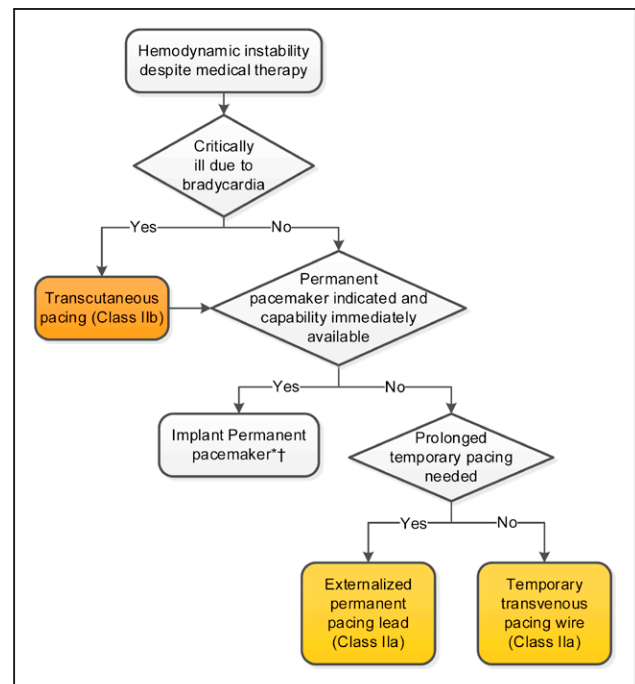 Hemodynamic instability
despite medical therapy
Critically
ill due to
bradycardia
Yes
No
Transcutaneous
pacing (Class IIb)
Permanent
pacemaker indicated and
capability immediately
available
Yes
No
Implant Permanent
pacemaker*†
Prolonged
temporary pacing
needed
Yes
No
Externalized
permanent
pacing lead
(Class IIa)
Temporary
transvenous
pacing wire
(Class IIa)